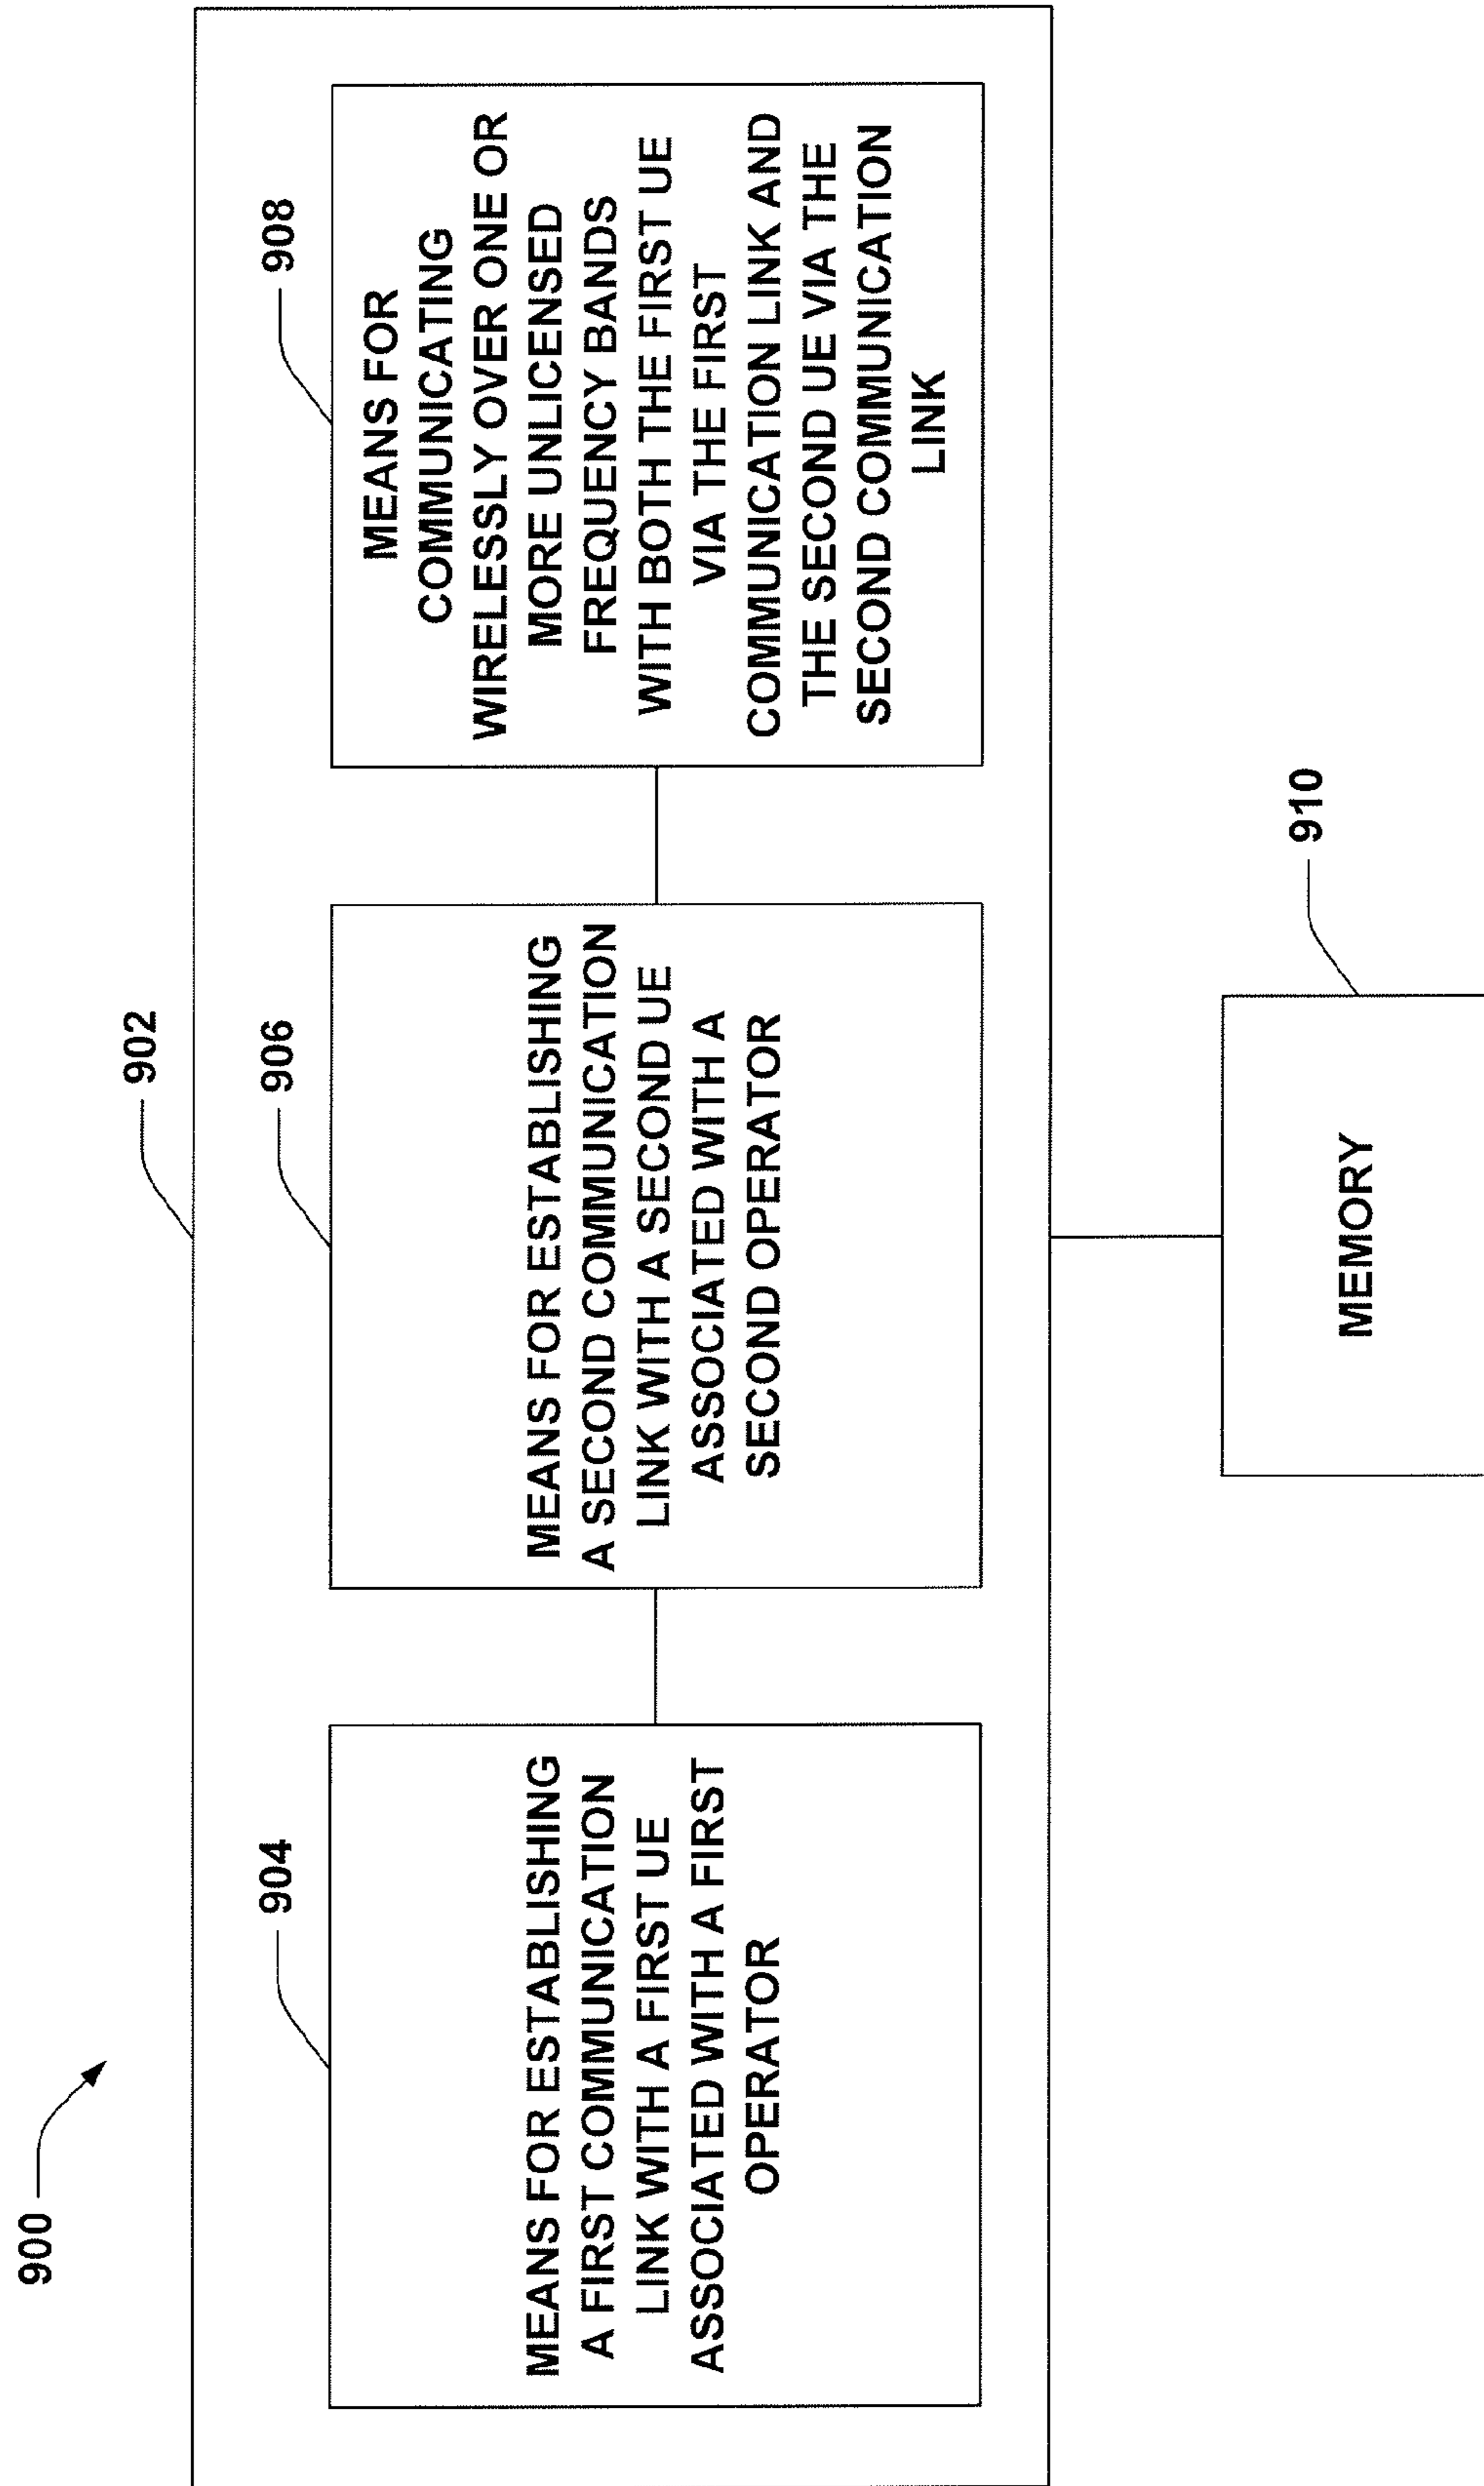 900
902
904
MEANS FOR ESTABLISHING
A FIRST COMMUNICATION
LINK WITH A FIRST UE
ASSOCIATED WITH A FIRST
OPERATOR
906
MEANS FOR ESTABLISHING
A SECOND COMMUNICATION
LINK WITH A SECOND UE
ASSOCIATED WITH A
SECOND OPERATOR
908
MEANS FOR
COMMUNICATING
WIRELESSLY OVER ONE OR
MORE UNLICENSED
FREQUENCY BANDS
WITH BOTH THE FIRST UE
VIA THE FIRST
COMMUNICATION LINK AND
THE SECOND UE VIA THE
SECOND COMMUNICATION
LINK
910
MEMORY